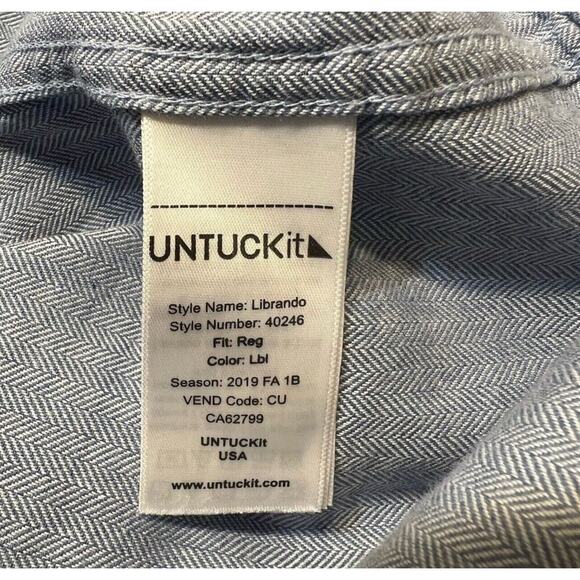 UNTUCKit
Style Name: Librando
Style Number: 40246
Fit: Reg
Color: Lbl
Season: 2019 FA 1B
VEND Code: CU
CA62799
UNTUCKit
USA
www.untuckit.com